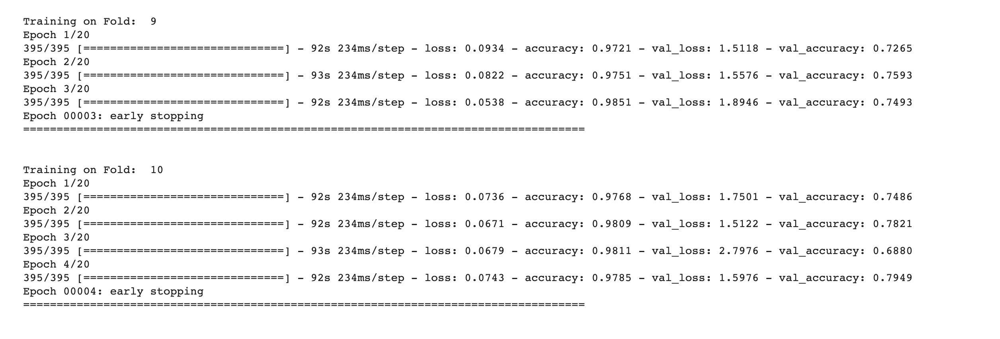 Training on Fold:  9
Epoch 1/20
395/395 [==============================] - 92s 234ms/step - loss: 0.0934 - accuracy: 0.9721 - val_loss: 1.5118 - val_accuracy: 0.7265
Epoch 2/20
395/395 [==============================] - 93s 234ms/step - loss: 0.0822 - accuracy: 0.9751 - val_loss: 1.5576 - val_accuracy: 0.7593
Epoch 3/20
395/395 [==============================] - 92s 234ms/step - loss: 0.0538 - accuracy: 0.9851 - val_loss: 1.8946 - val_accuracy: 0.7493
Epoch 00003: early stopping
====================================================================================
Training on Fold:  10
Epoch 1/20
395/395 [==============================] - 92s 234ms/step - loss: 0.0736 - accuracy: 0.9768 - val_loss: 1.7501 - val_accuracy: 0.7486
Epoch 2/20
395/395 [==============================] - 92s 234ms/step - loss: 0.0671 - accuracy: 0.9809 - val_loss: 1.5122 - val_accuracy: 0.7821
Epoch 3/20
395/395 [==============================] - 93s 234ms/step - loss: 0.0679 - accuracy: 0.9811 - val_loss: 2.7976 - val_accuracy: 0.6880
Epoch 4/20
395/395 [==============================] - 92s 234ms/step - loss: 0.0743 - accuracy: 0.9785 - val_loss: 1.5976 - val_accuracy: 0.7949
Epoch 00004: early stopping
====================================================================================